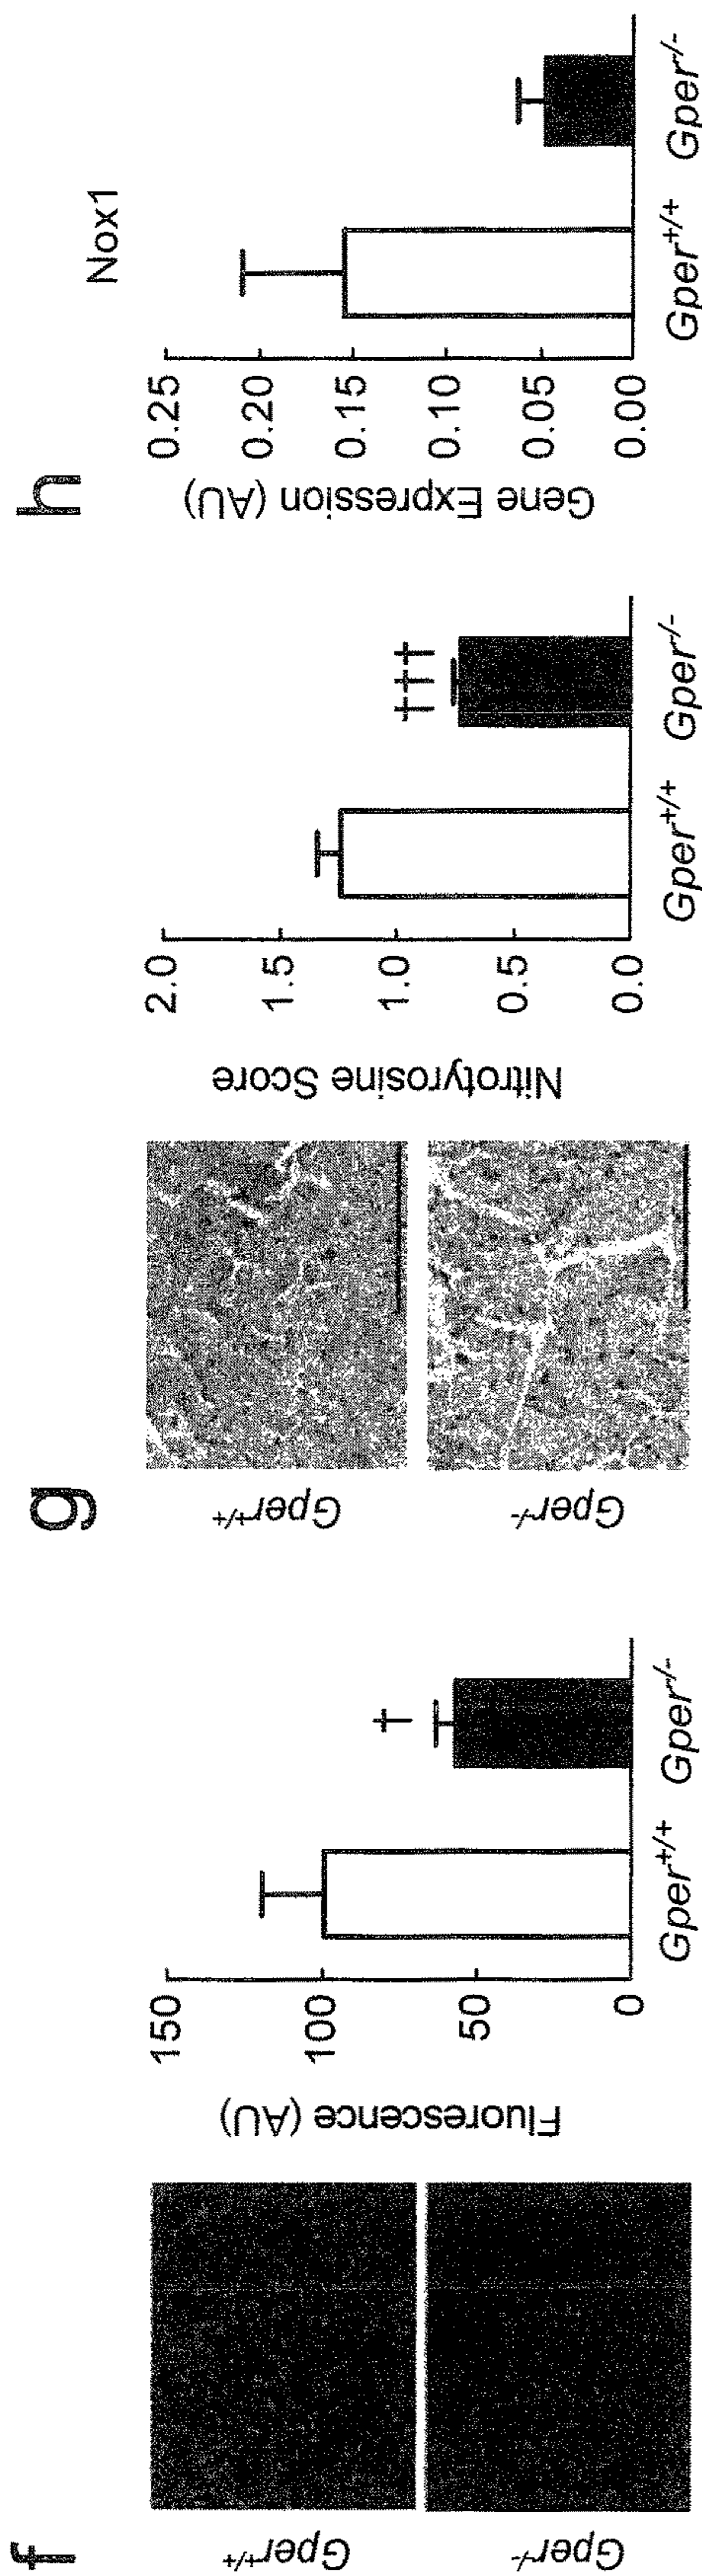 f
Gper+/+
Gper-/-
Fluorescence (AU)
150
100
50
0
†
Gper+/+
Gper-/-
g
Gper+/+
Gper-/-
Nitrotyrosine Score
2.0
1.5
1.0
0.5
0.0
†††
Gper+/+
Gper-/-
h
Nox1
Gene Expression (AU)
0.25
0.20
0.15
0.10
0.05
0.00
Gper+/+
Gper-/-